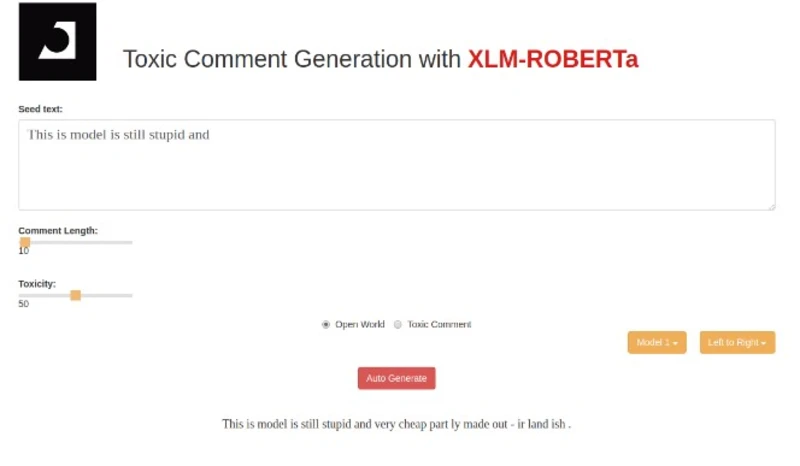 Toxic Comment Generation with XLM-ROBERTa
Seed text:
This is model is still stupid and
Comment Length:
10
Toxicity:
50
Open World Toxic Comment
Model 1 Left to Right
Auto Generate
This is model is still stupid and very cheap part ly made out - ir land ish .